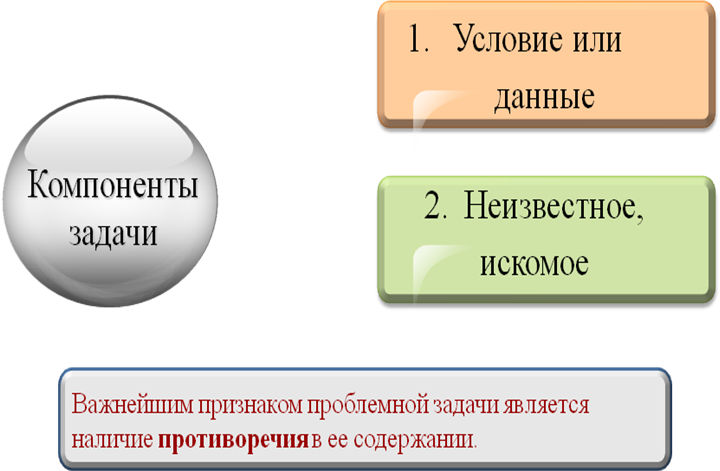 Компоненты
задачи
1. Условие или
данные
2. Неизвестное,
искомое
Важнейшим признаком проблемной задачи является
наличие противоречия в ее содержании.